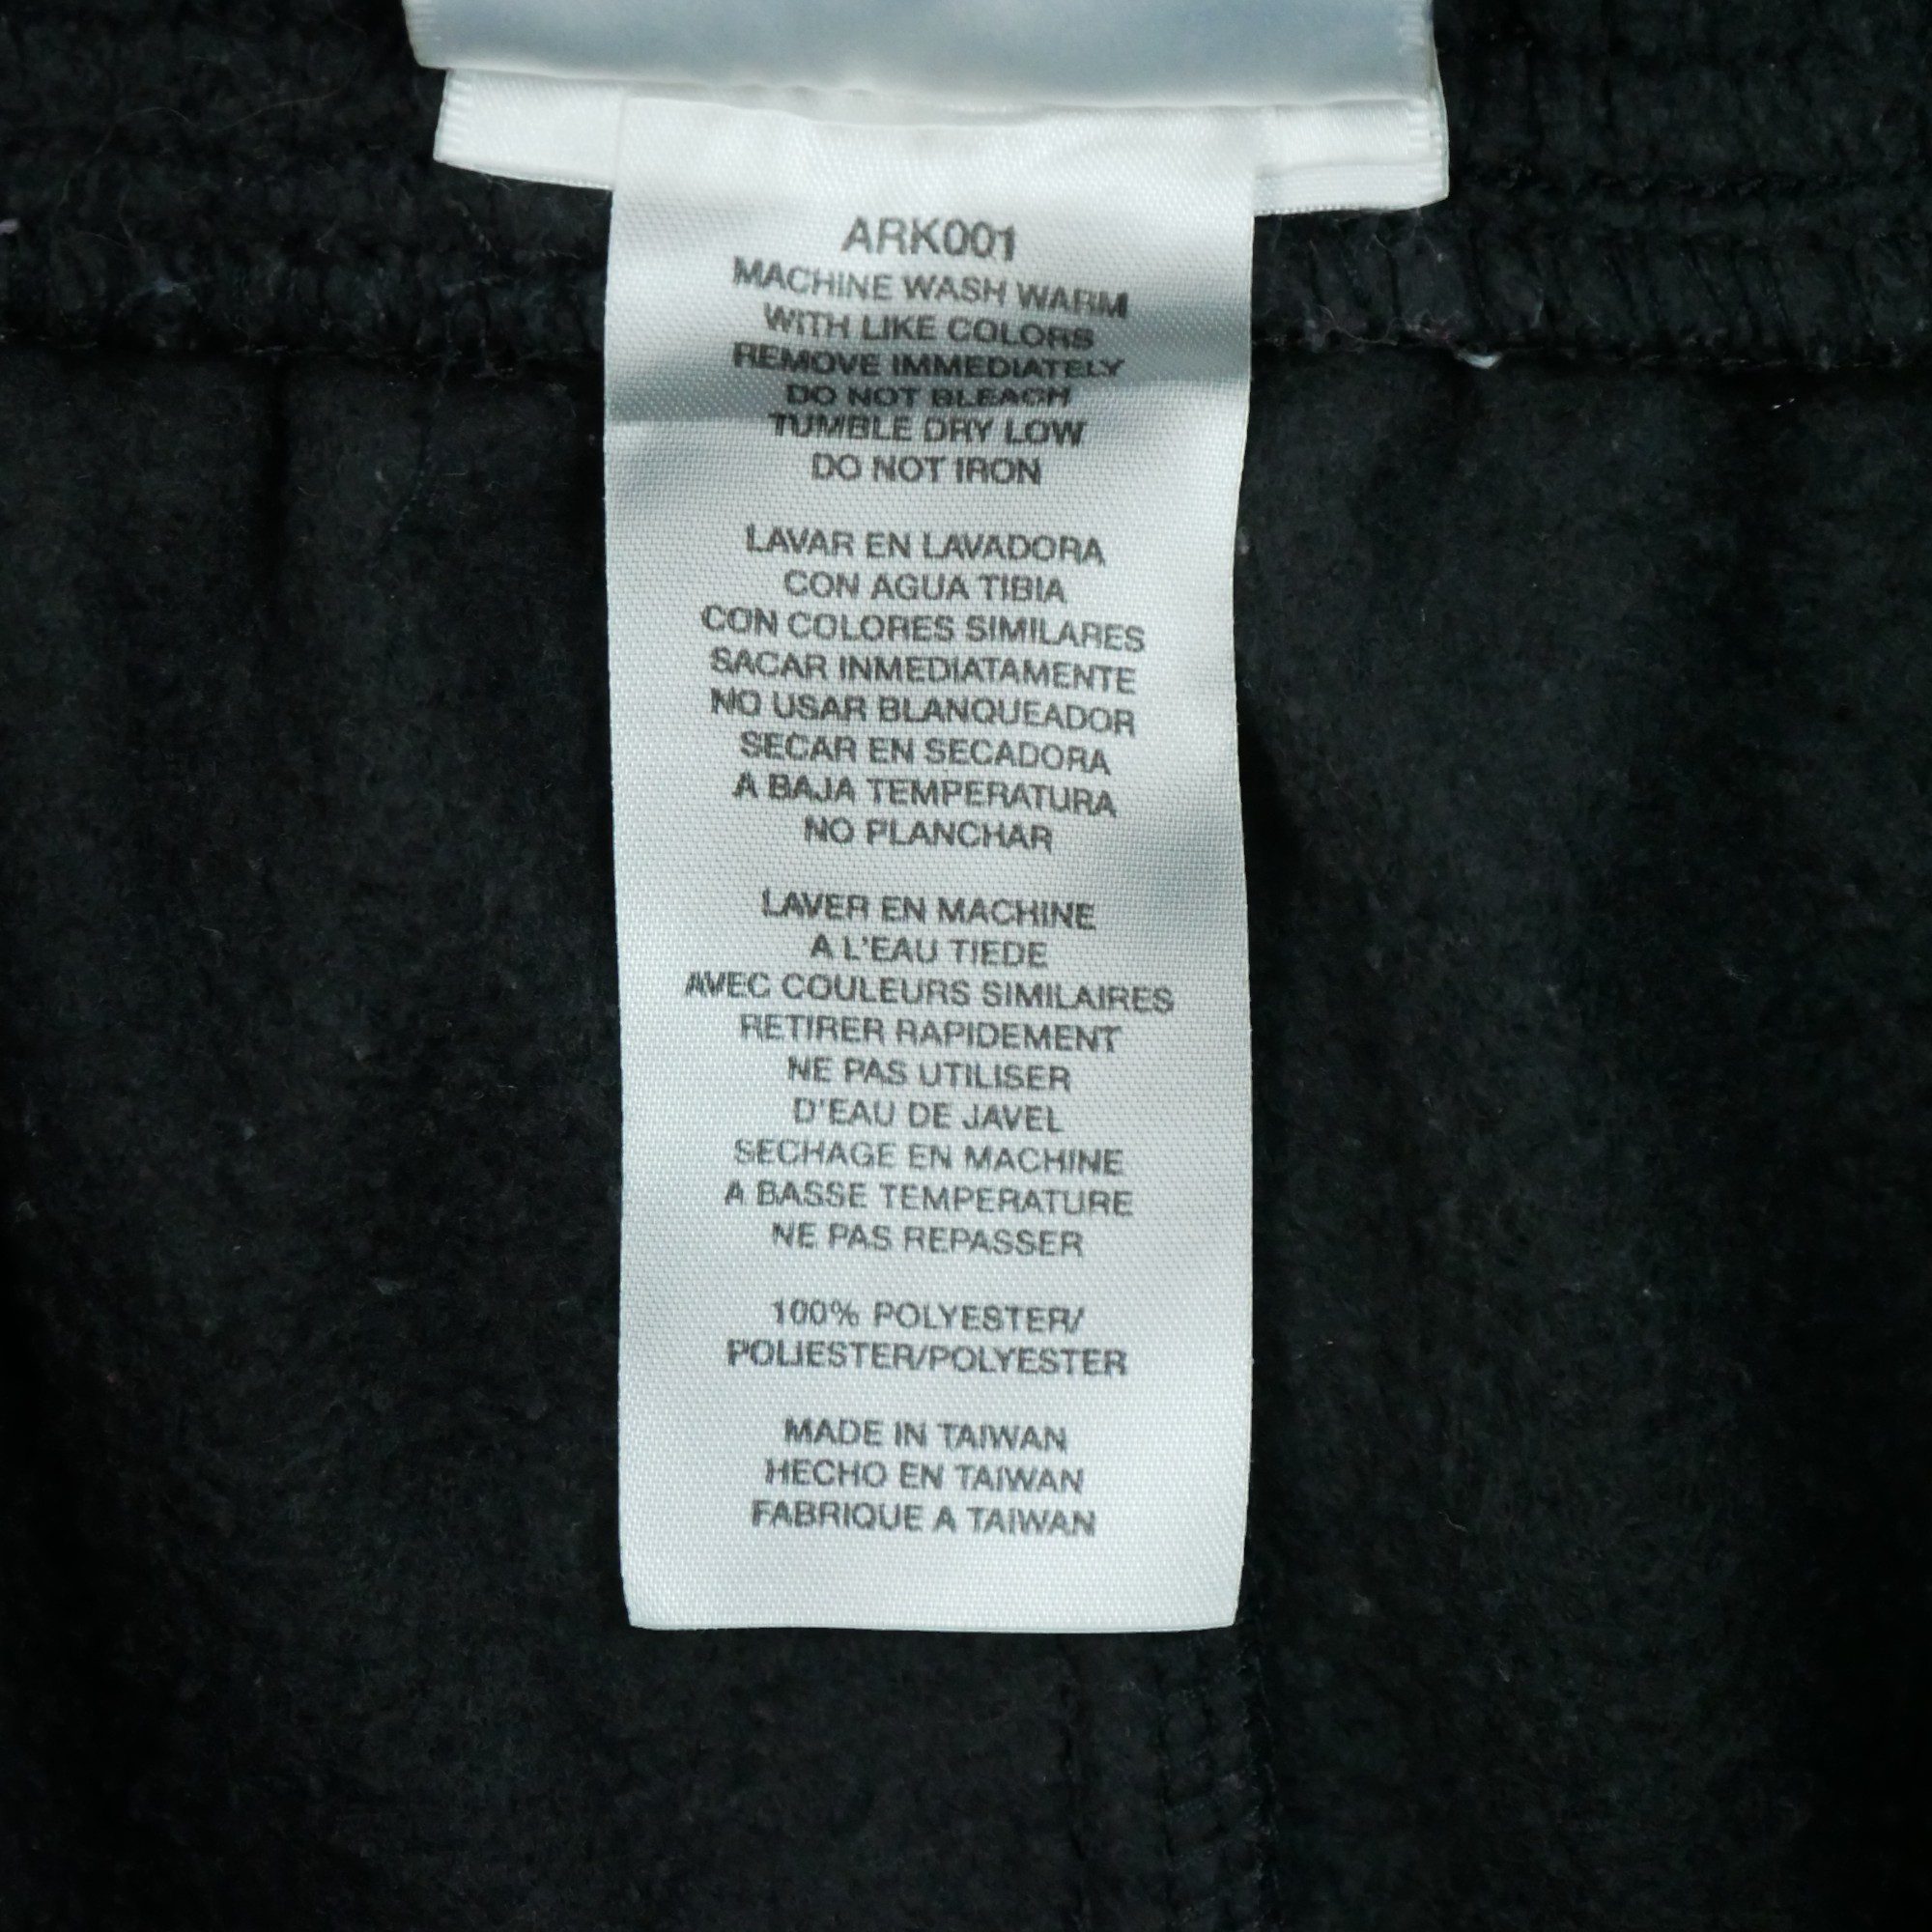 ARK001
MACHINE WASH WARM
WITH LIKE COLORS
REMOVE IMMEDIATELY
DO NOT BLEACH
TUMBLE DRY LOW
DO NOT IRON
LAVAR EN LAVADORA
CON AGUA TIBIA
CON COLORES SIMILARES
SACAR INMEDIATAMENTE
NO USAR BLANQUEADOR
SECAR EN SECADORA
A BAJA TEMPERATURA
NO PLANCHAR
LAVER EN MACHINE
A L'EAU TIEDE
AVEC COULEURS SIMILAIRES
RETIRER RAPIDEMENT
NE PAS UTILISER
D'EAU DE JAVEL
SECHAGE EN MACHINE
A BASSE TEMPERATURE
NE PAS REPASSER
100% POLYESTER/
POLIESTER/POLYESTER
MADE IN TAIWAN
HECHO EN TAIWAN
FABRIQUE A TAIWAN